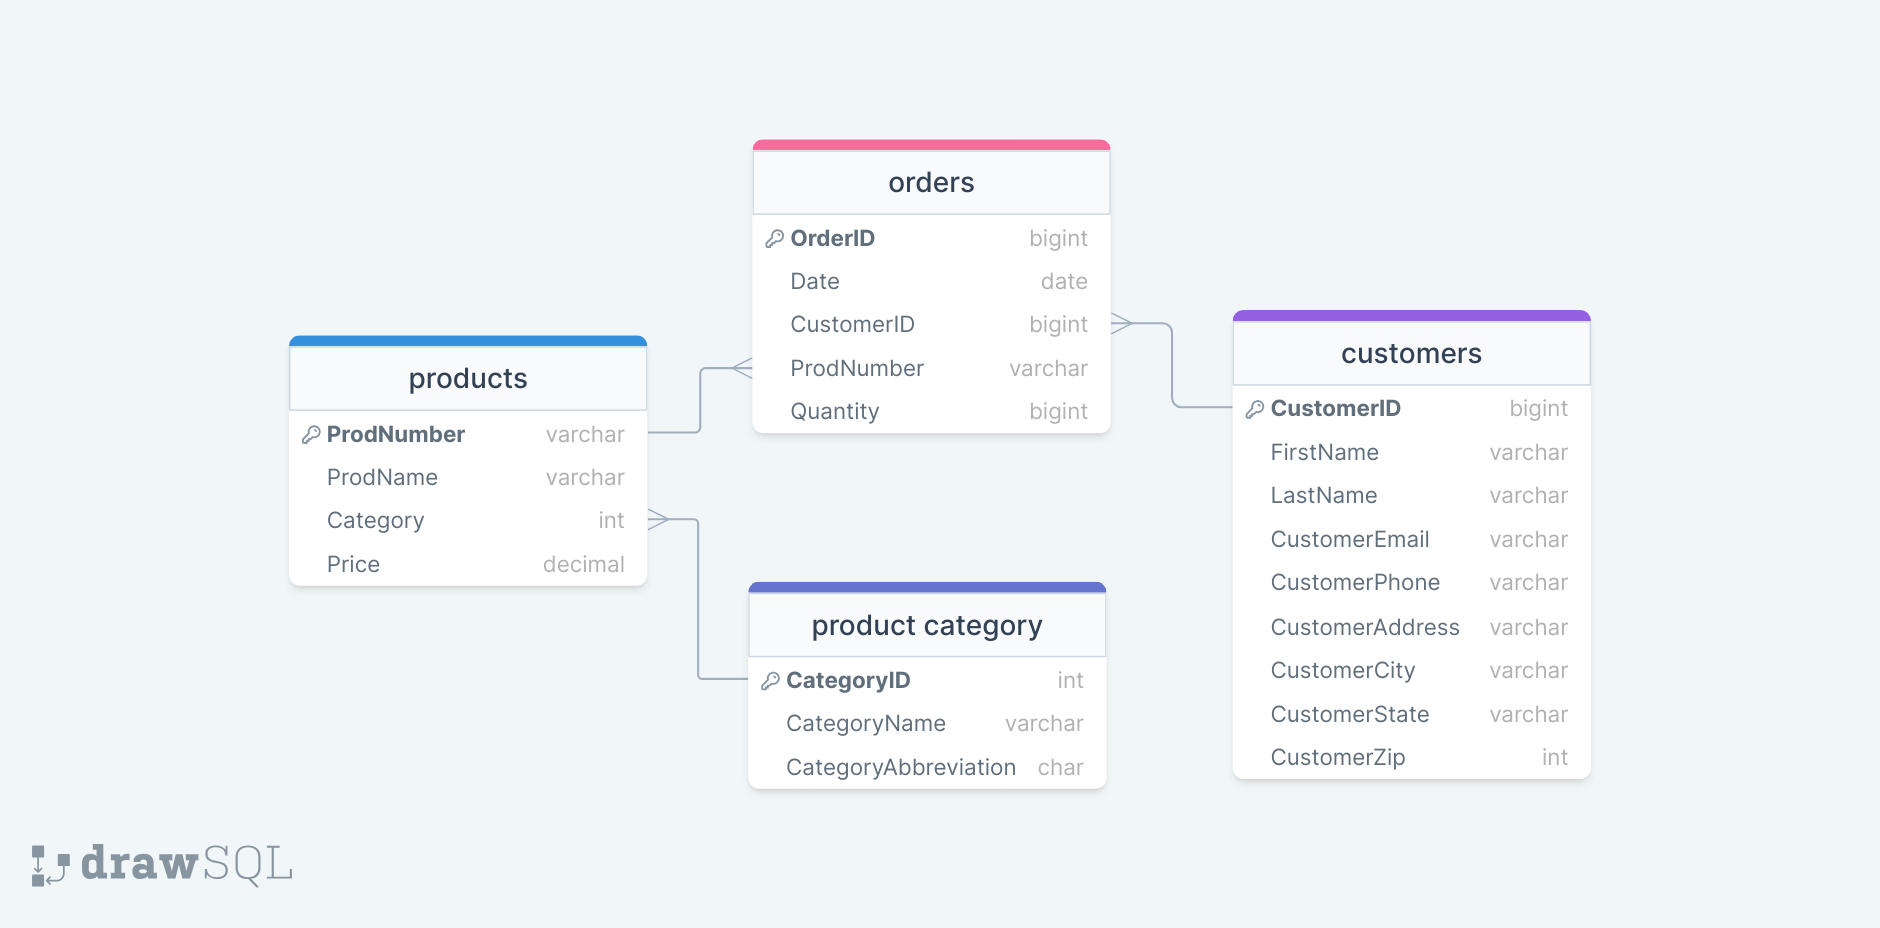 orders
OrderID bigint
Date date
CustomerID bigint
ProdNumber varchar
Quantity bigint
products
ProdNumber varchar
ProdName varchar
Category int
Price decimal
customers
CustomerID bigint
FirstName varchar
LastName varchar
CustomerEmail varchar
CustomerPhone varchar
CustomerAddress varchar
CustomerCity varchar
CustomerState varchar
CustomerZip int
product category
CategoryID int
CategoryName varchar
CategoryAbbreviation char
drawSQL